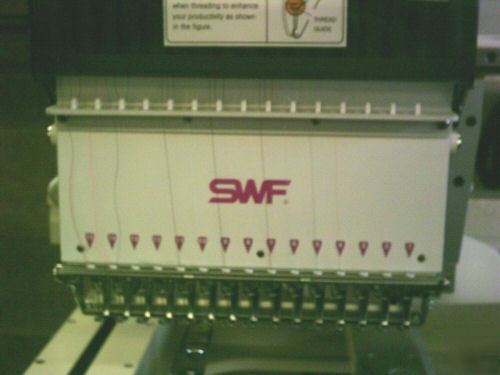 when threading to enhance
your productivity as shown
in the figure.
THREAD
GUIDE
SWF